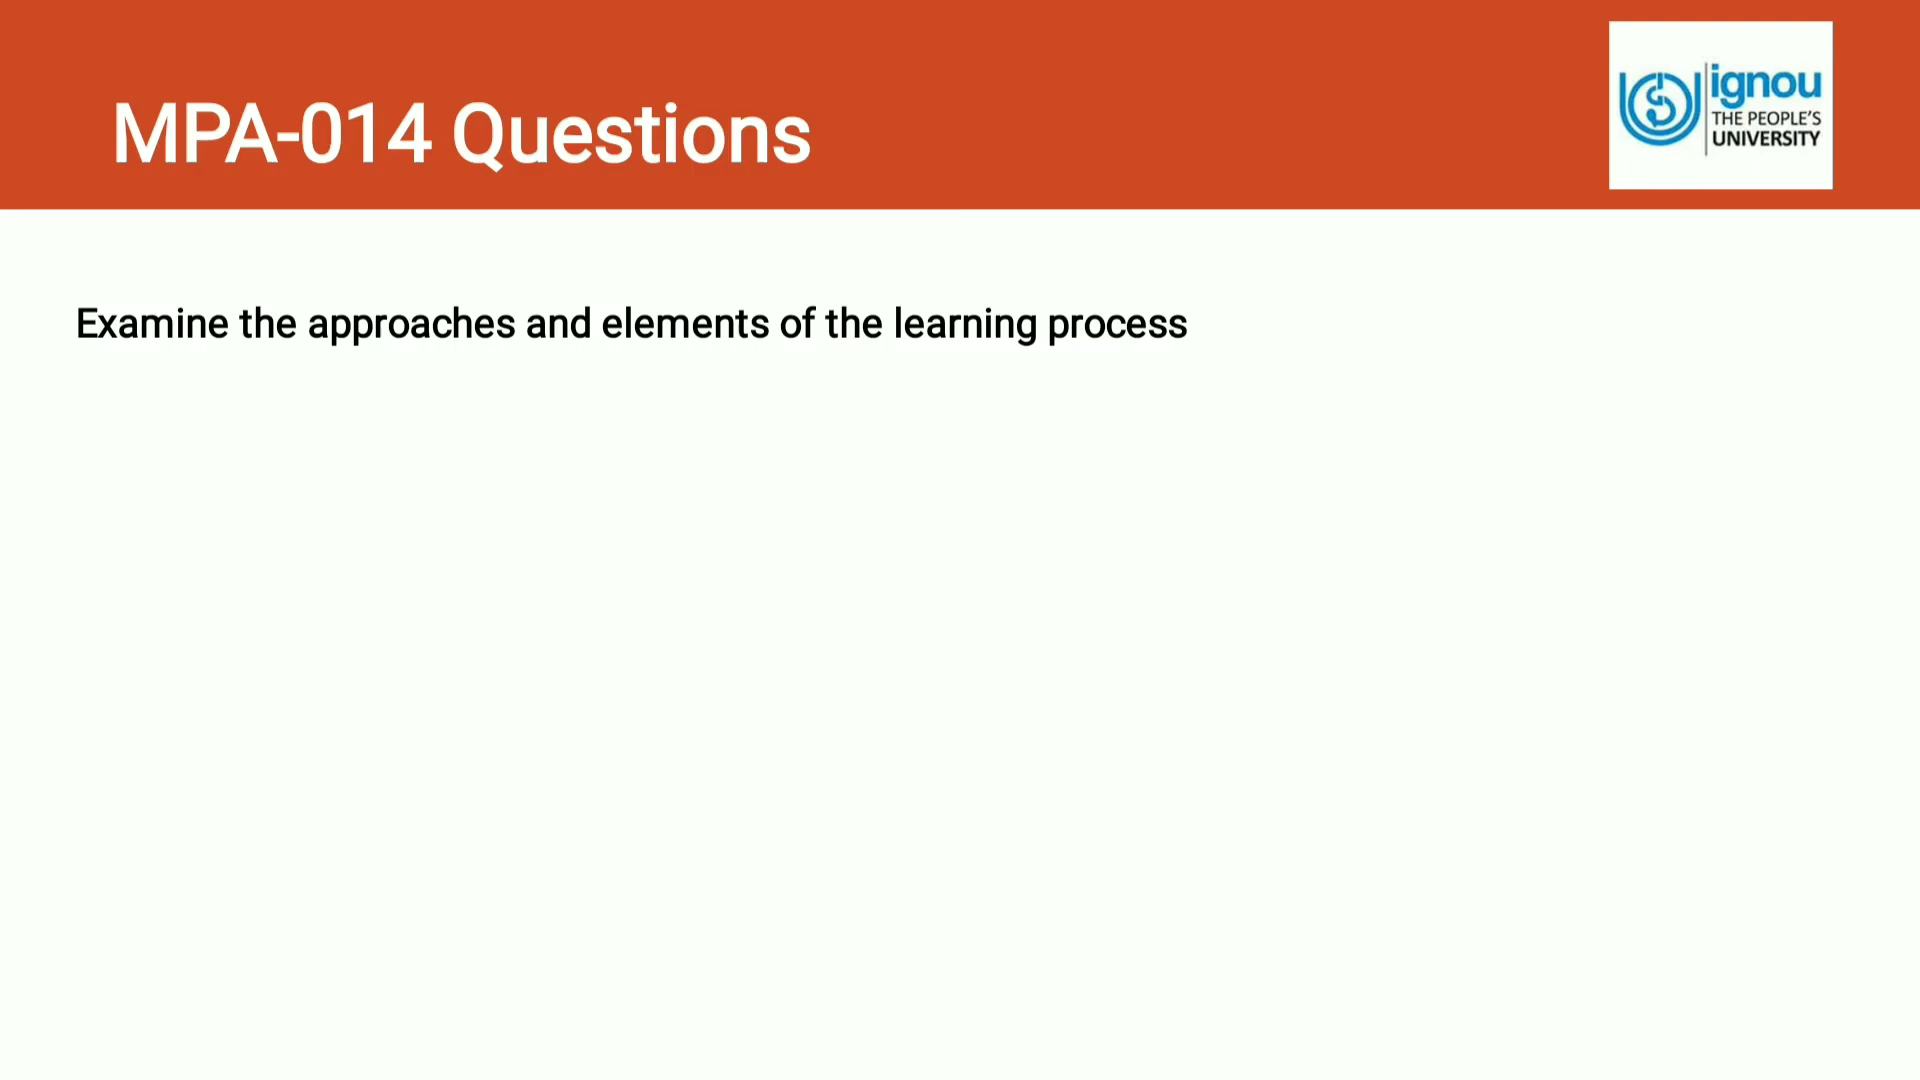 MPA-014 Questions
ignou
THE PEOPLE'S
UNIVERSITY
Examine the approaches and elements of the learning process